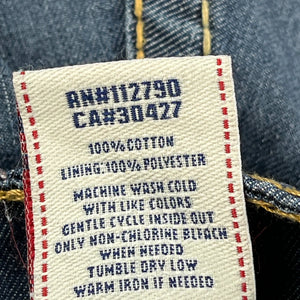 RN#112790
CA#30427
100% COTTON
LINING: 100% POLYESTER
MACHINE WASH COLD
WITH LIKE COLORS
GENTLE CYCLE INSIDE OUT
ONLY NON-CHLORINE BLEACH
WHEN NEEDED
TUMBLE DRY LOW
WARM IRON IF NEEDED